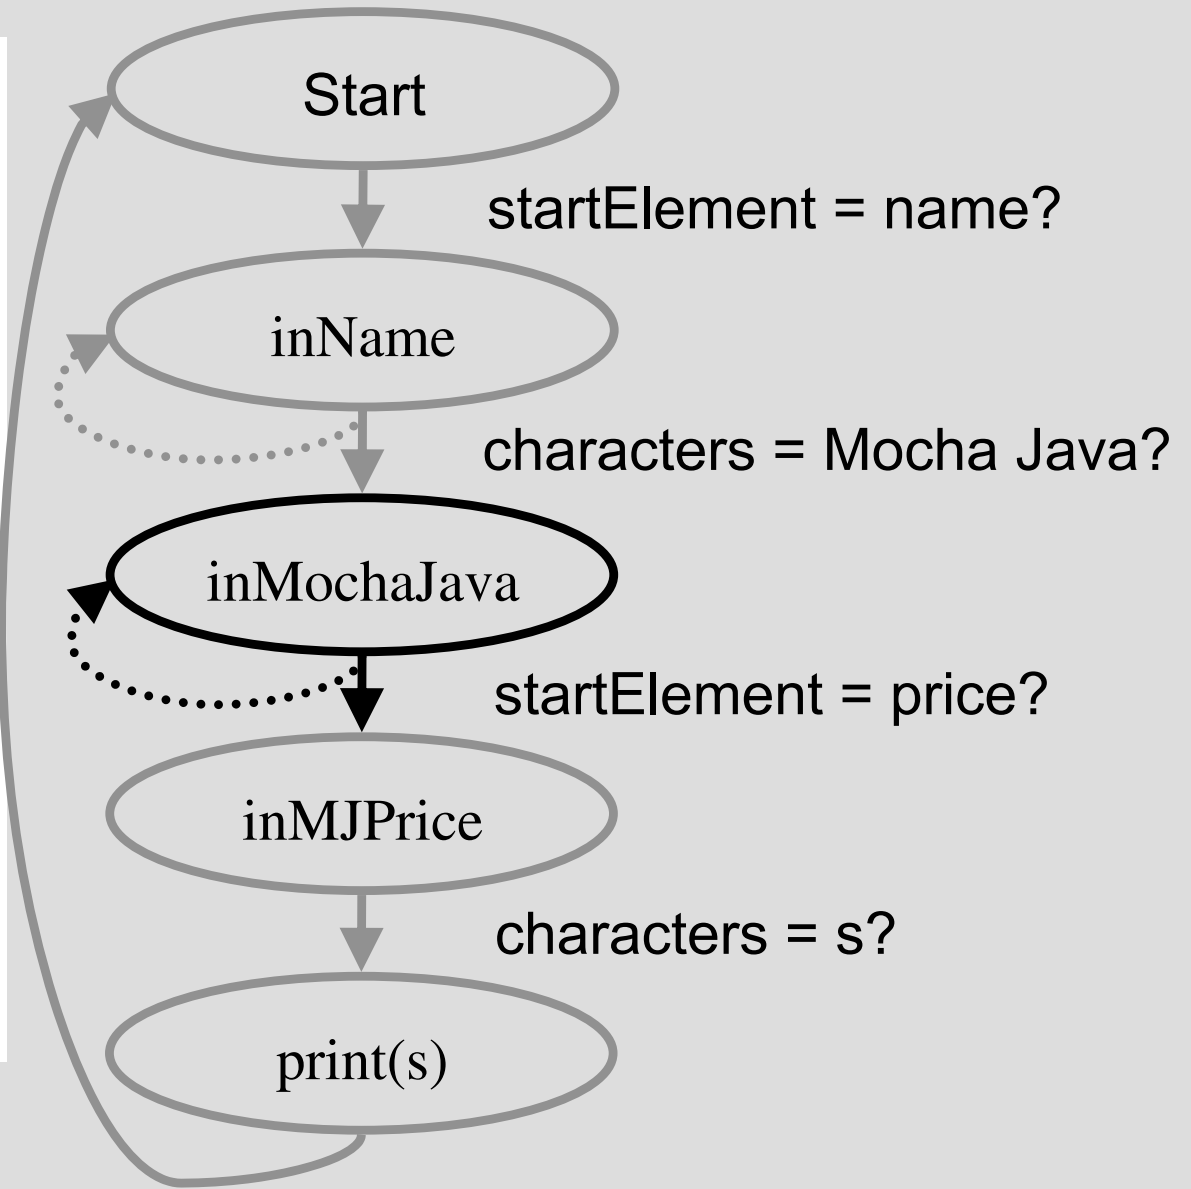 Start
startElement = name?
inName
characters = Mocha Java?
inMochaJava
startElement = price?
inMJPrice
characters = s?
print(s)